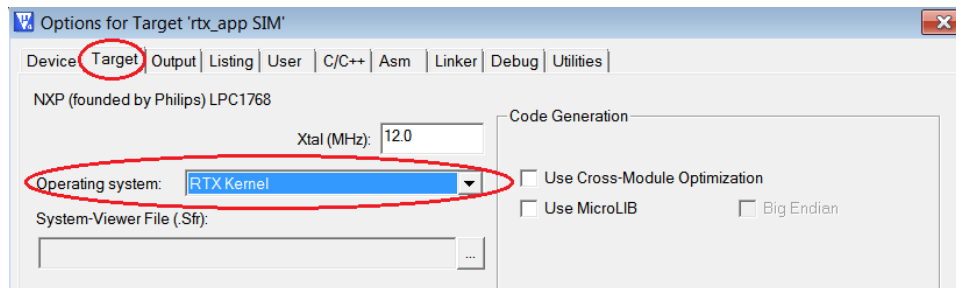 Options for Target 'rtx_app SIM'
Device Target Output Listing User C/C++ Asm Linker Debug Utilities
NXP (founded by Philips) LPC1768
Xtal (MHz): 12.0
Operating system: RTX Kernel
System-Viewer File (.Sfr):
...
Code Generation
Use Cross-Module Optimization
Use MicroLIB Big Endian